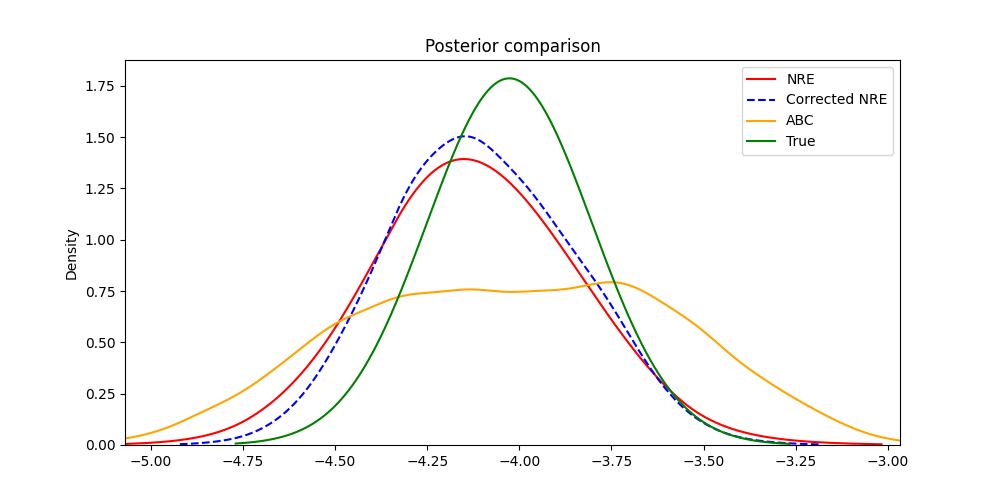 Posterior comparison
NRE
Corrected NRE
ABC
True
Density
1.75
1.50
1.25
1.00
0.75
0.50
0.25
0.00
−5.00 −4.75 −4.50 −4.25 −4.00 −3.75 −3.50 −3.25 −3.00